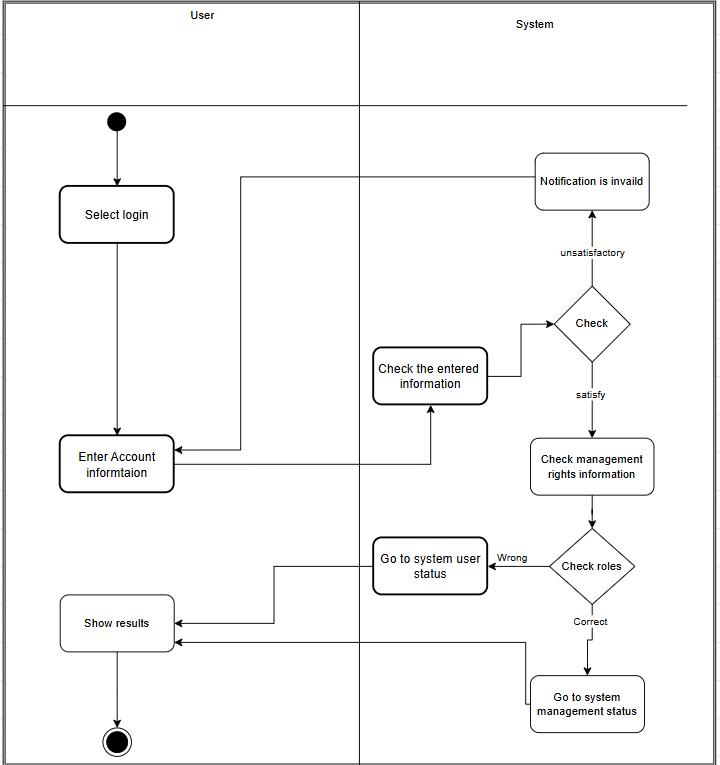 User
System
Notification is invaild
Select login
unsatisfactory
Check
Check the entered
information
satisfy
Enter Account
informtaion
Check management
rights information
Wrong
Go to system user
status
Check roles
Show results
Correct
Go to system
management status